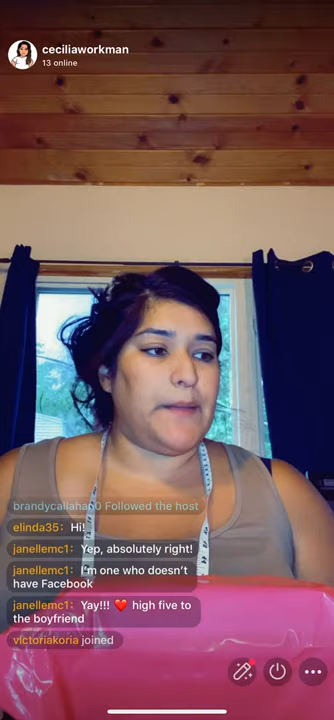 ceciliaworkman
13 online
brandycallahan0 Followed the host
elinda35: Hi!
janellemc1: Yep, absolutely right!
janellemc1: I'm one who doesn't
have Facebook
janellemc1: Yay!!! ❤️ high five to
the boyfriend
victoriakoria joined